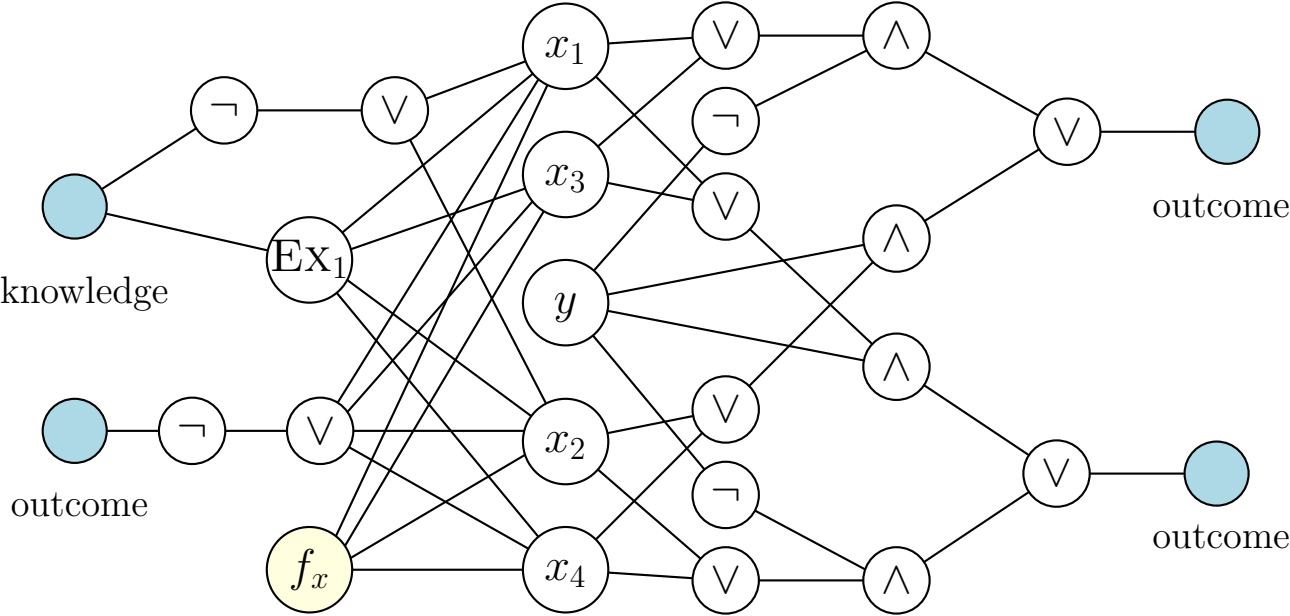 x₁ ∨ ∧
¬ ∨ ¬ ∨
x₃ ∨ outcome
Ex₁ ∧
knowledge y
∧
¬ ∨ x₂ ∨ ∨
outcome ¬ outcome
fₓ x₄ ∨ ∧